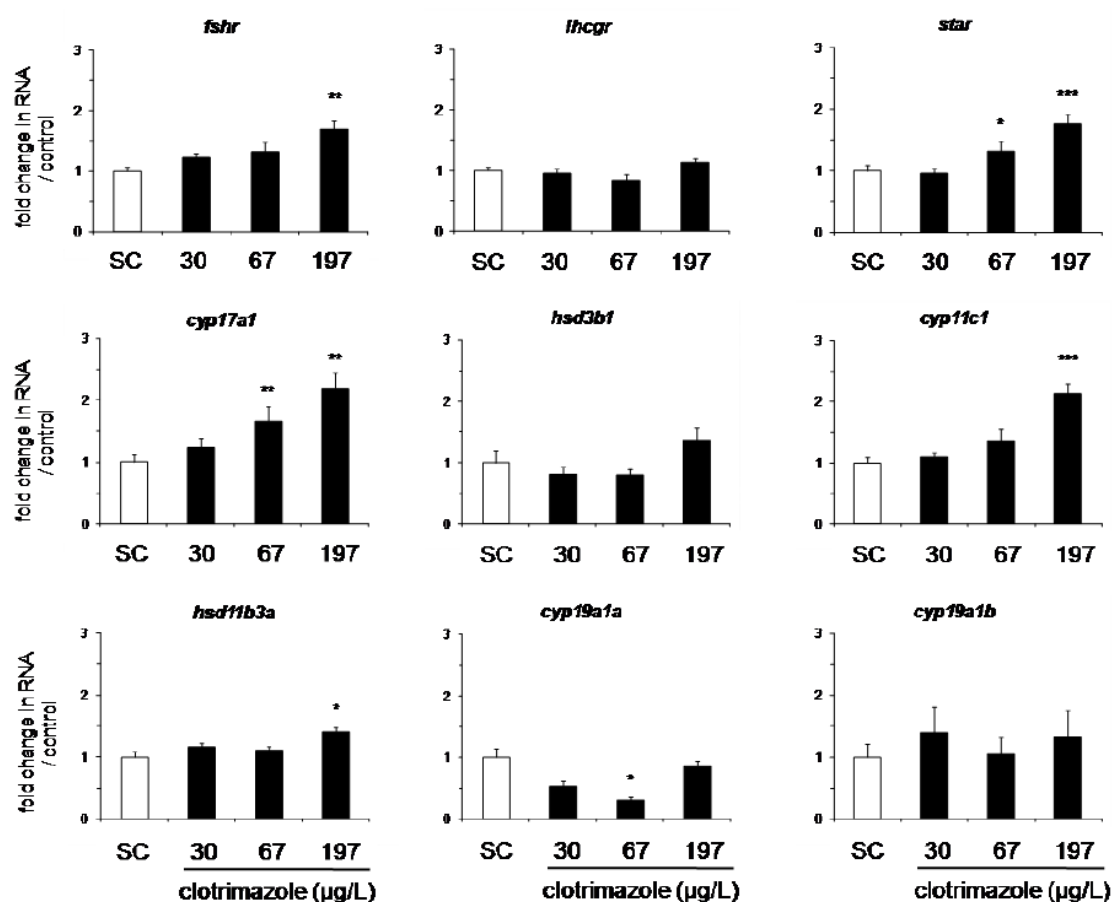 fshr
lhcgr
star
fold change in RNA
/ control
3
2
1
0
**
SC 30 67 197
3
2
1
0
SC 30 67 197
3
2
1
0
*
***
SC 30 67 197
cyp17a1
hsd3b1
cyp11c1
fold change in RNA
/ control
3
2
1
0
**
**
SC 30 67 197
3
2
1
0
SC 30 67 197
3
2
1
0
***
SC 30 67 197
hsd11b3a
cyp19a1a
cyp19a1b
fold change in RNA
/ control
3
2
1
0
*
SC 30 67 197
clotrimazole (µg/L)
3
2
1
0
*
SC 30 67 197
clotrimazole (µg/L)
3
2
1
0
SC 30 67 197
clotrimazole (µg/L)